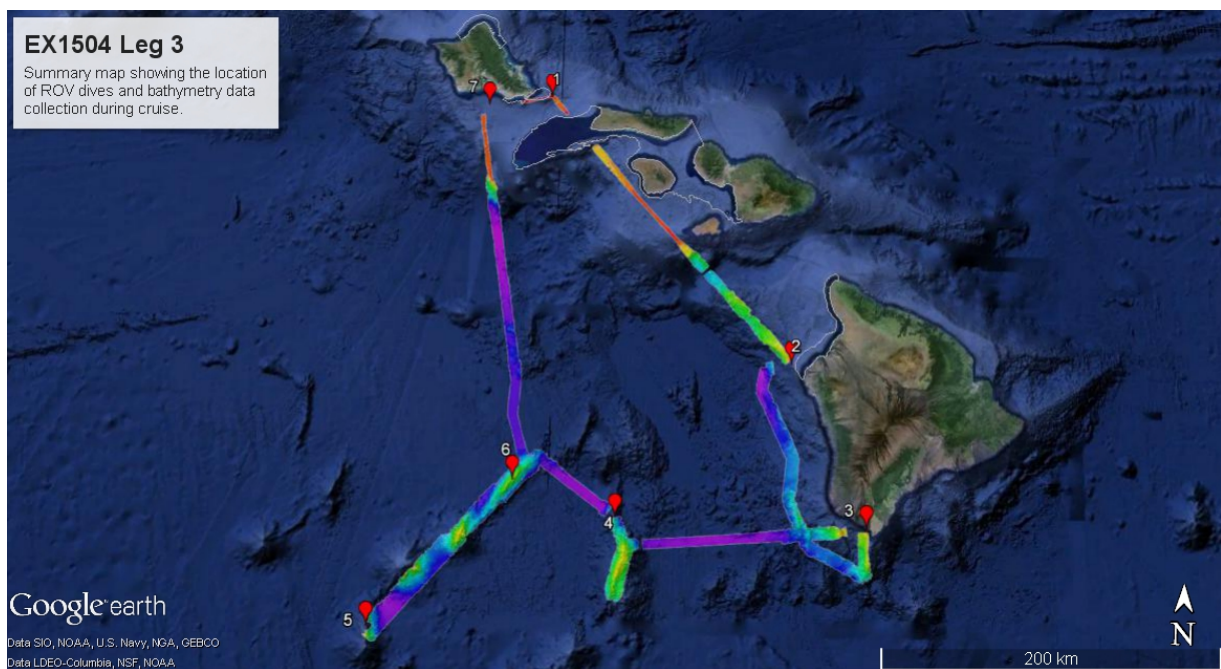 EX1504 Leg 3
Summary map showing the location
of ROV dives and bathymetry data
collection during cruise.
1
7
2
6
4
3
5
Google earth
Data SIO, NOAA, U.S. Navy, NGA, GEBCO
Data LDEO-Columbia, NSF, NOAA
N
200 km